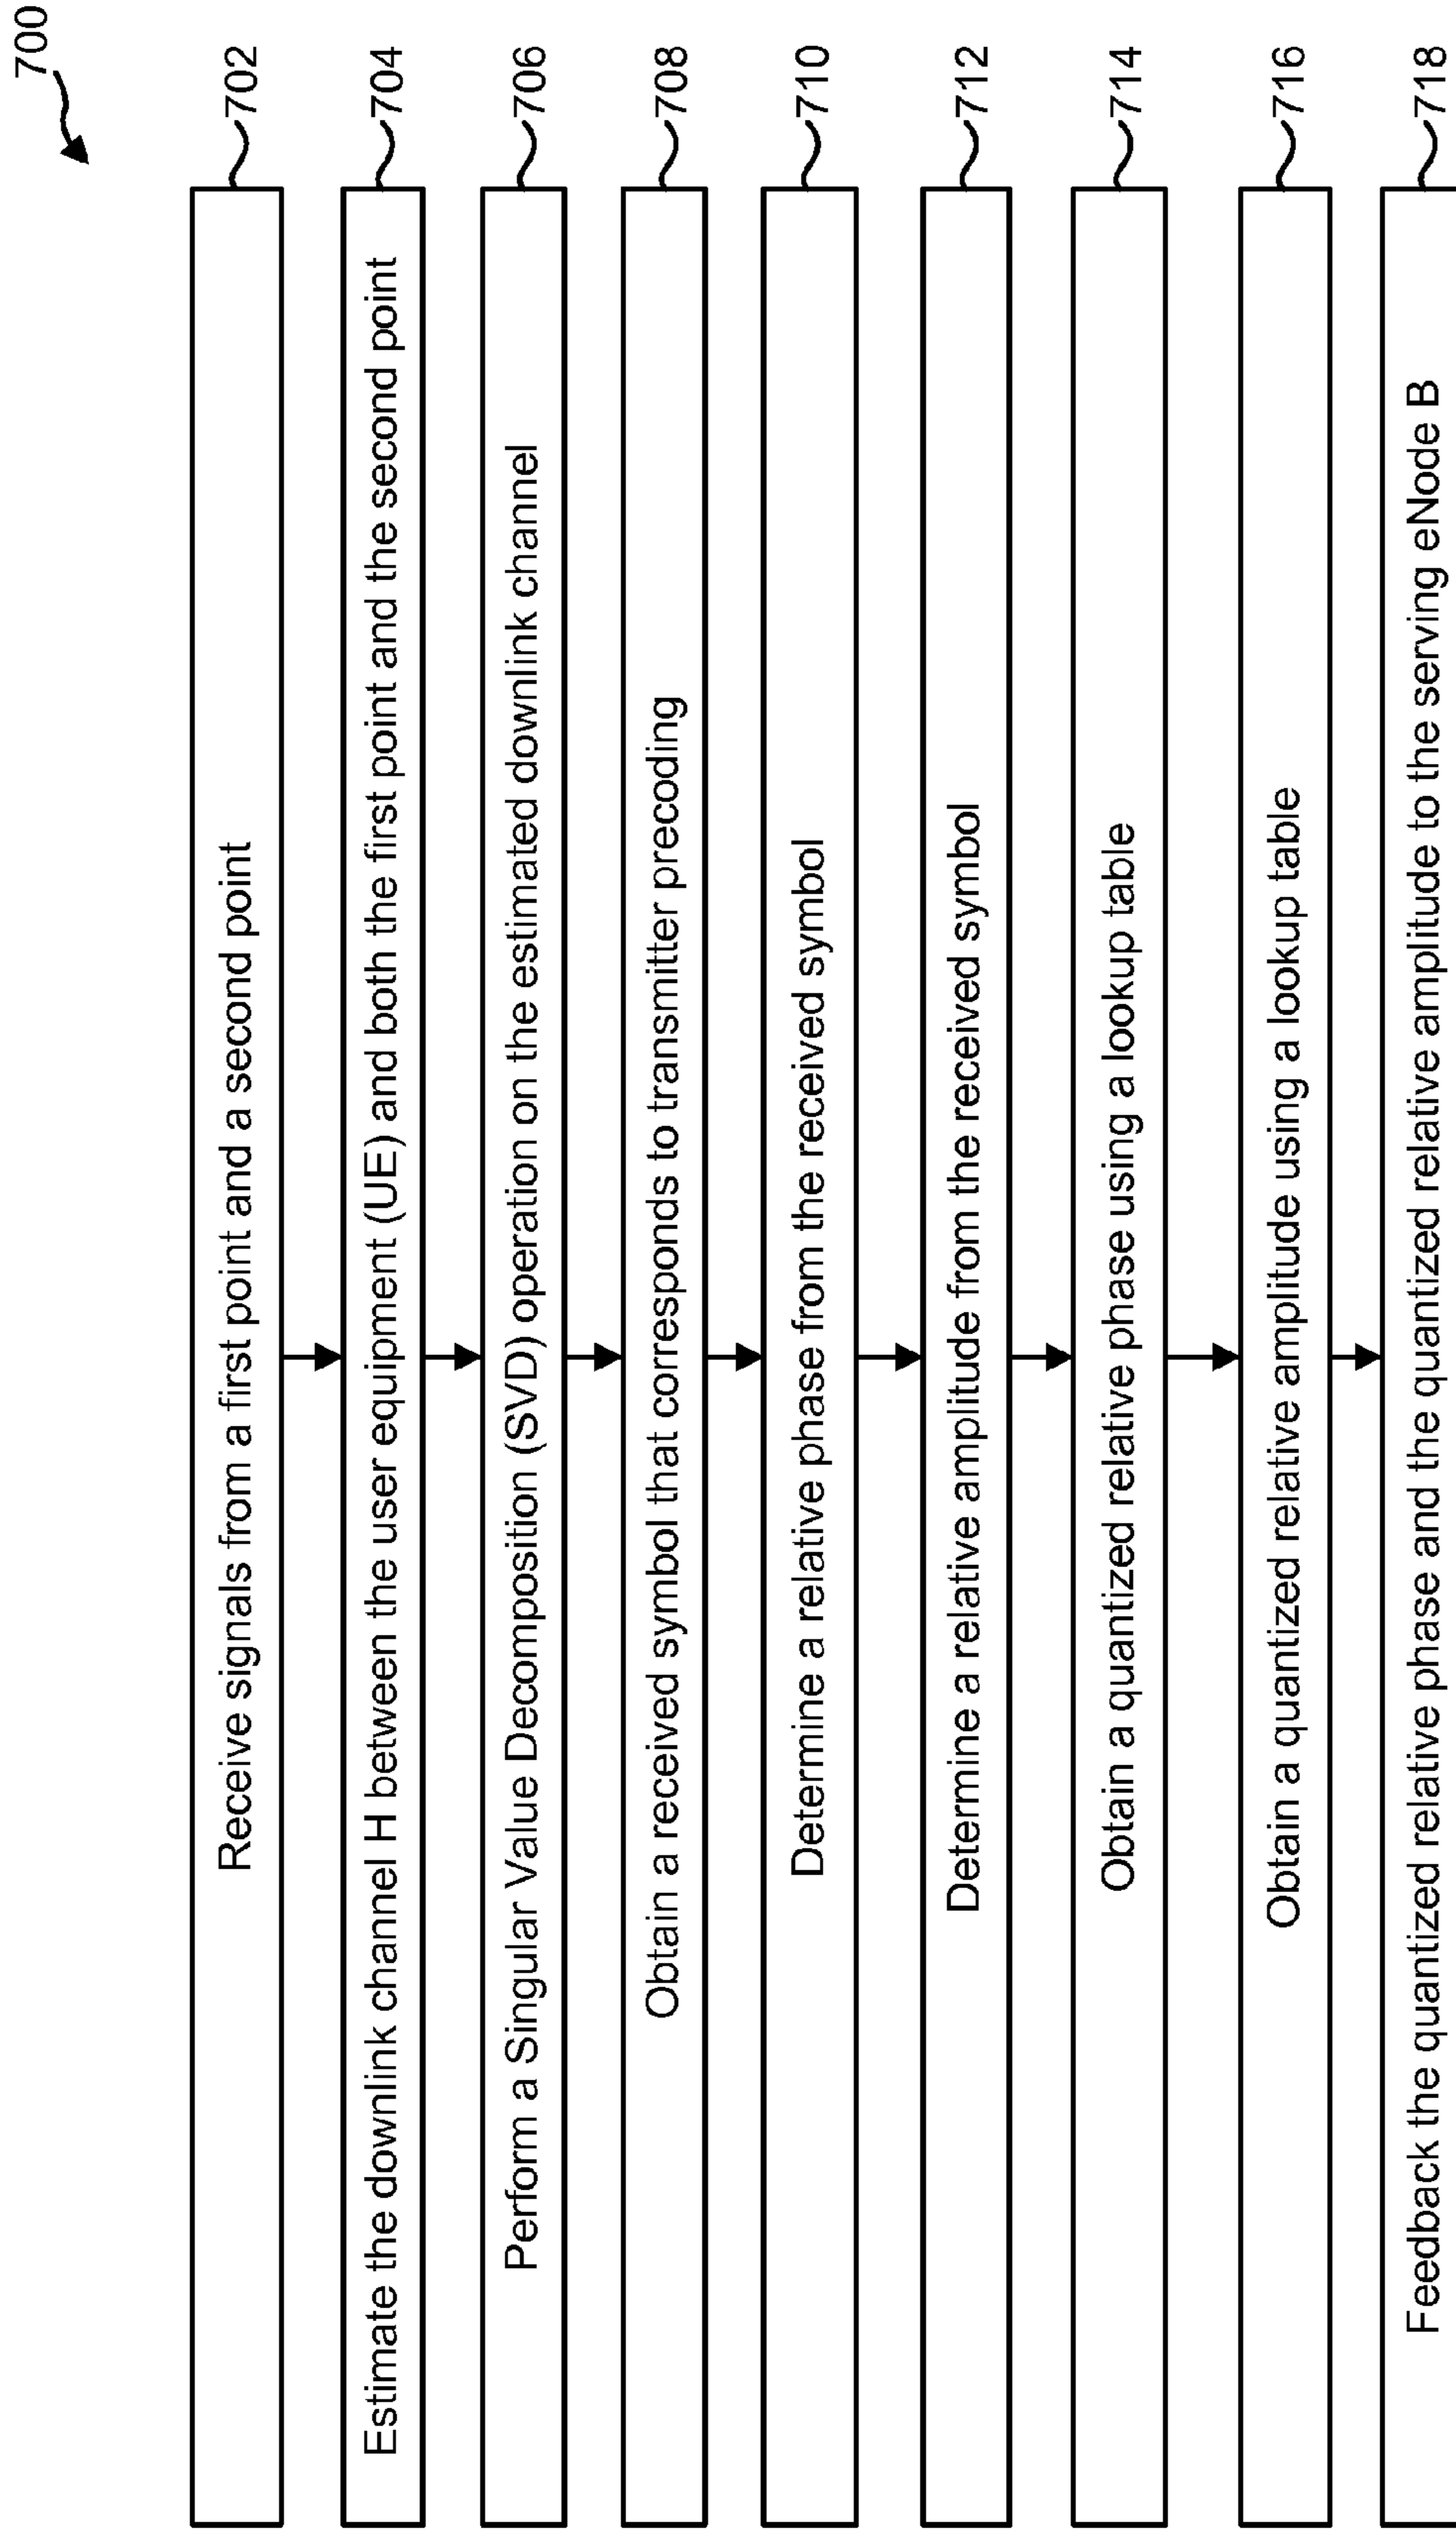 700
Receive signals from a first point and a second point
702
Estimate the downlink channel H between the user equipment (UE) and both the first point and the second point
704
Perform a Singular Value Decomposition (SVD) operation on the estimated downlink channel
706
Obtain a received symbol that corresponds to transmitter precoding
708
Determine a relative phase from the received symbol
710
Determine a relative amplitude from the received symbol
712
Obtain a quantized relative phase using a lookup table
714
Obtain a quantized relative amplitude using a lookup table
716
Feedback the quantized relative phase and the quantized relative amplitude to the serving eNode B
718